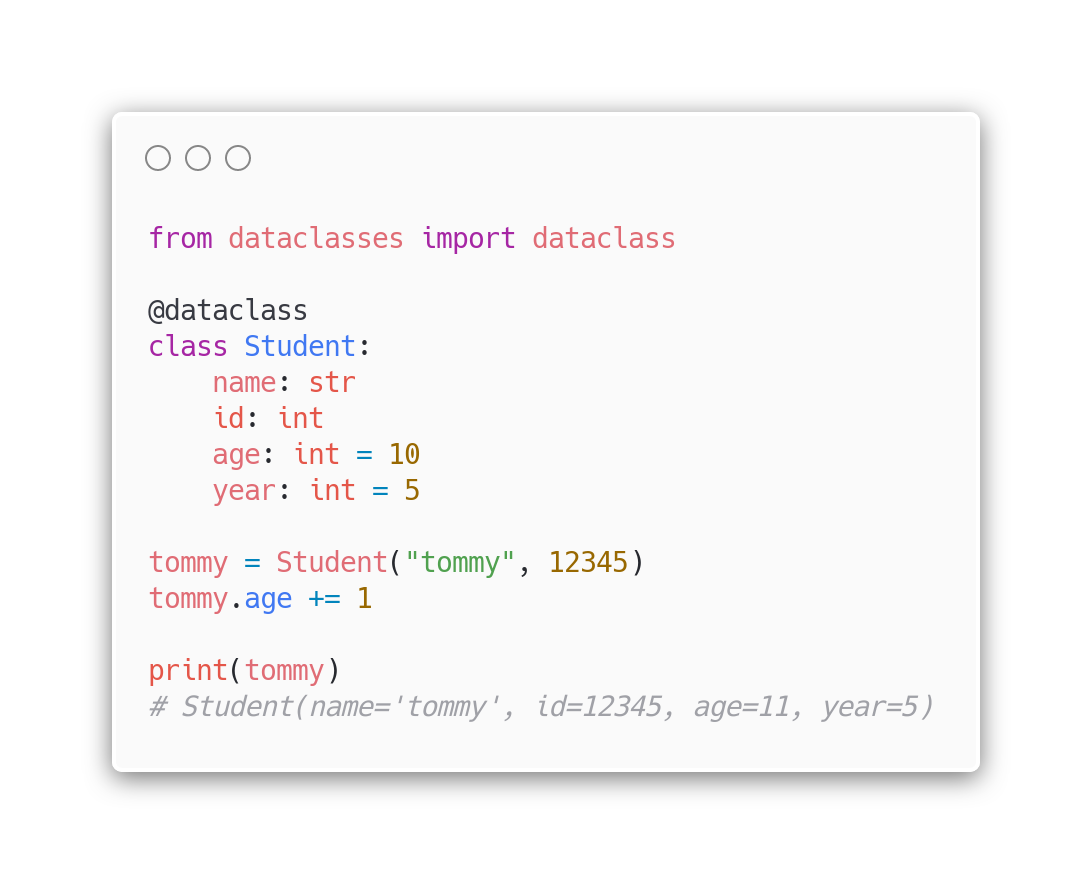 from dataclasses import dataclass

@dataclass
class Student:
    name: str
    id: int
    age: int = 10
    year: int = 5

tommy = Student("tommy", 12345)
tommy.age += 1

print(tommy)
# Student(name='tommy', id=12345, age=11, year=5)